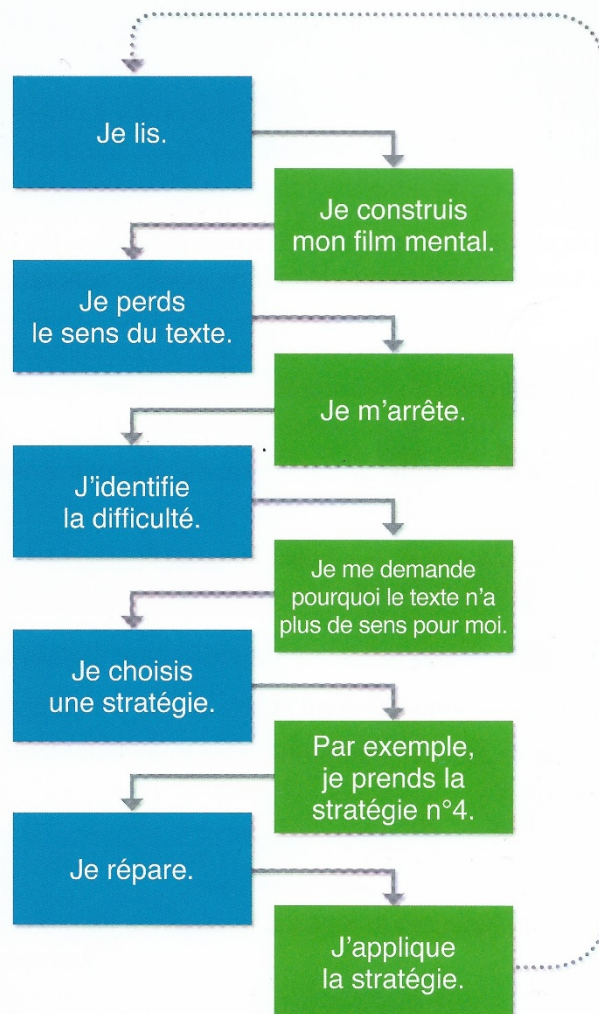 Je lis.
Je construis
mon film mental.
Je perds
le sens du texte.
Je m'arrête.
J'identifie
la difficulté.
Je me demande
pourquoi le texte n'a
plus de sens pour moi.
Je choisis
une stratégie.
Par exemple,
je prends la
stratégie n°4.
Je répare.
J'applique
la stratégie.